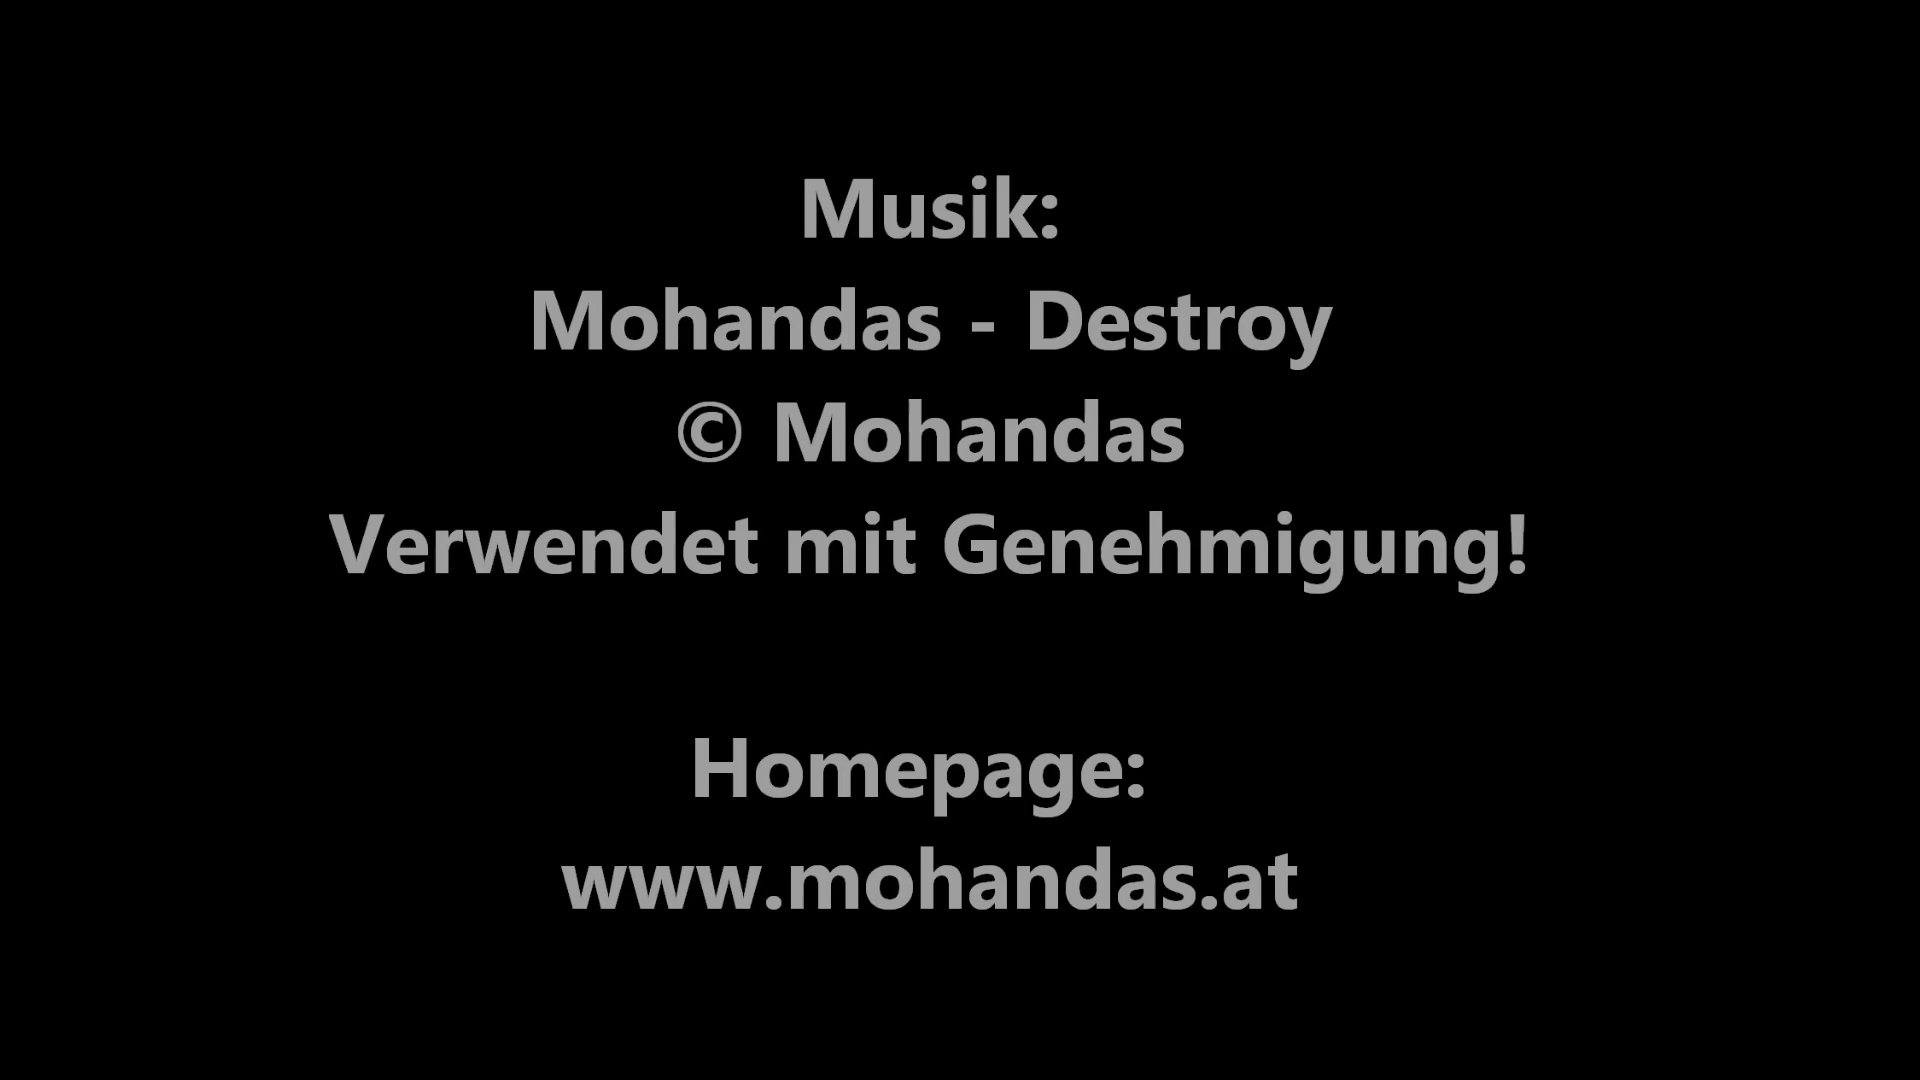 Musik:
Mohandas - Destroy
© Mohandas
Verwendet mit Genehmigung!
Homepage:
www.mohandas.at